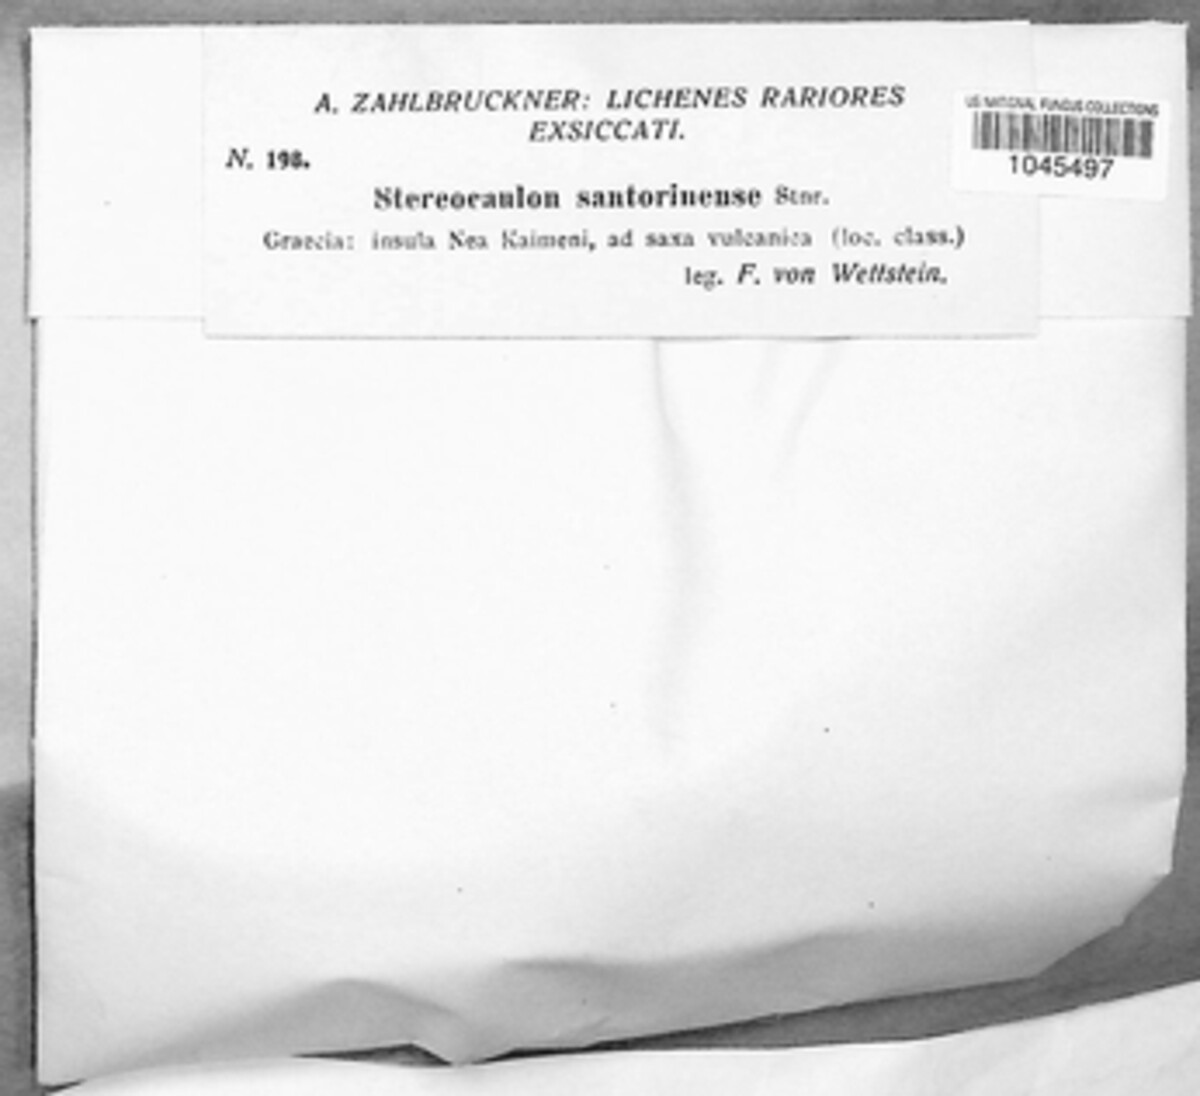 A. ZAHLBRUCKNER: LICHENES RARIORES
EXSICCATI.
US NATIONAL FUNGUS COLLECTIONS
1045497
N. 198.
Stereocaulon santorinense Stnr.
Graecia: insula Nea Kaimeni, ad saxa vulcanica (loc. class.)
leg. F. von Wettstein.